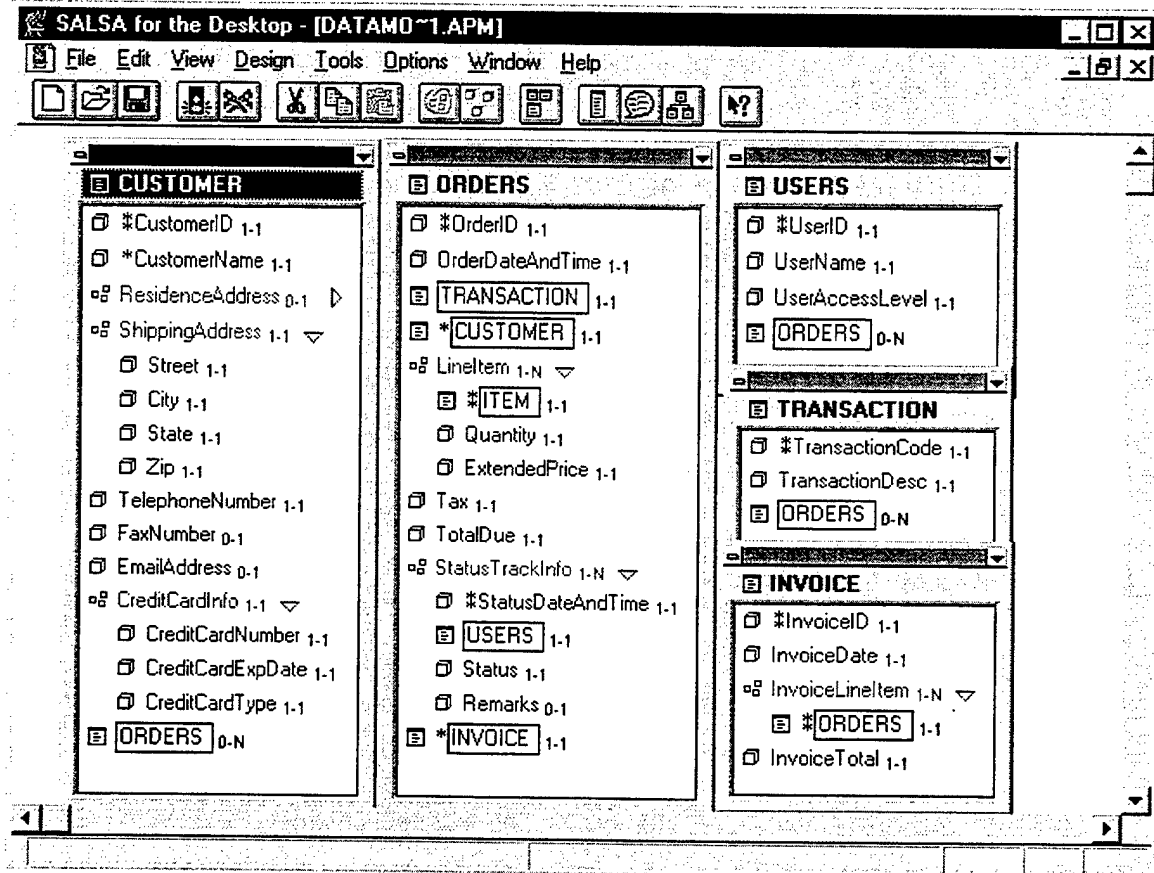 SALSA for the Desktop - [DATAMO~1.APM]
File Edit View Design Tools Options Window Help
CUSTOMER
‡CustomerID 1-1
*CustomerName 1-1
ResidenceAddress 0-1
ShippingAddress 1-1
Street 1-1
City 1-1
State 1-1
Zip 1-1
TelephoneNumber 1-1
FaxNumber 0-1
EmailAddress 0-1
CreditCardInfo 1-1
CreditCardNumber 1-1
CreditCardExpDate 1-1
CreditCardType 1-1
ORDERS 0-N
ORDERS
‡OrderID 1-1
OrderDateAndTime 1-1
TRANSACTION 1-1
*CUSTOMER 1-1
LineItem 1-N
‡ITEM 1-1
Quantity 1-1
ExtendedPrice 1-1
Tax 1-1
TotalDue 1-1
StatusTrackInfo 1-N
‡StatusDateAndTime 1-1
USERS 1-1
Status 1-1
Remarks 0-1
*INVOICE 1-1
USERS
‡UserID 1-1
UserName 1-1
UserAccessLevel 1-1
ORDERS 0-N
TRANSACTION
‡TransactionCode 1-1
TransactionDesc 1-1
ORDERS 0-N
INVOICE
‡InvoiceID 1-1
InvoiceDate 1-1
InvoiceLineItem 1-N
‡ORDERS 1-1
InvoiceTotal 1-1